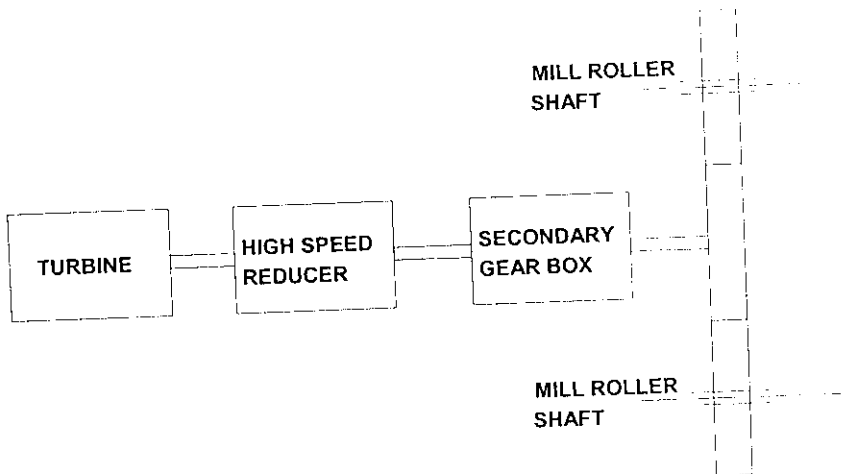 MILL ROLLER
SHAFT
TURBINE
HIGH SPEED
REDUCER
SECONDARY
GEAR BOX
MILL ROLLER
SHAFT